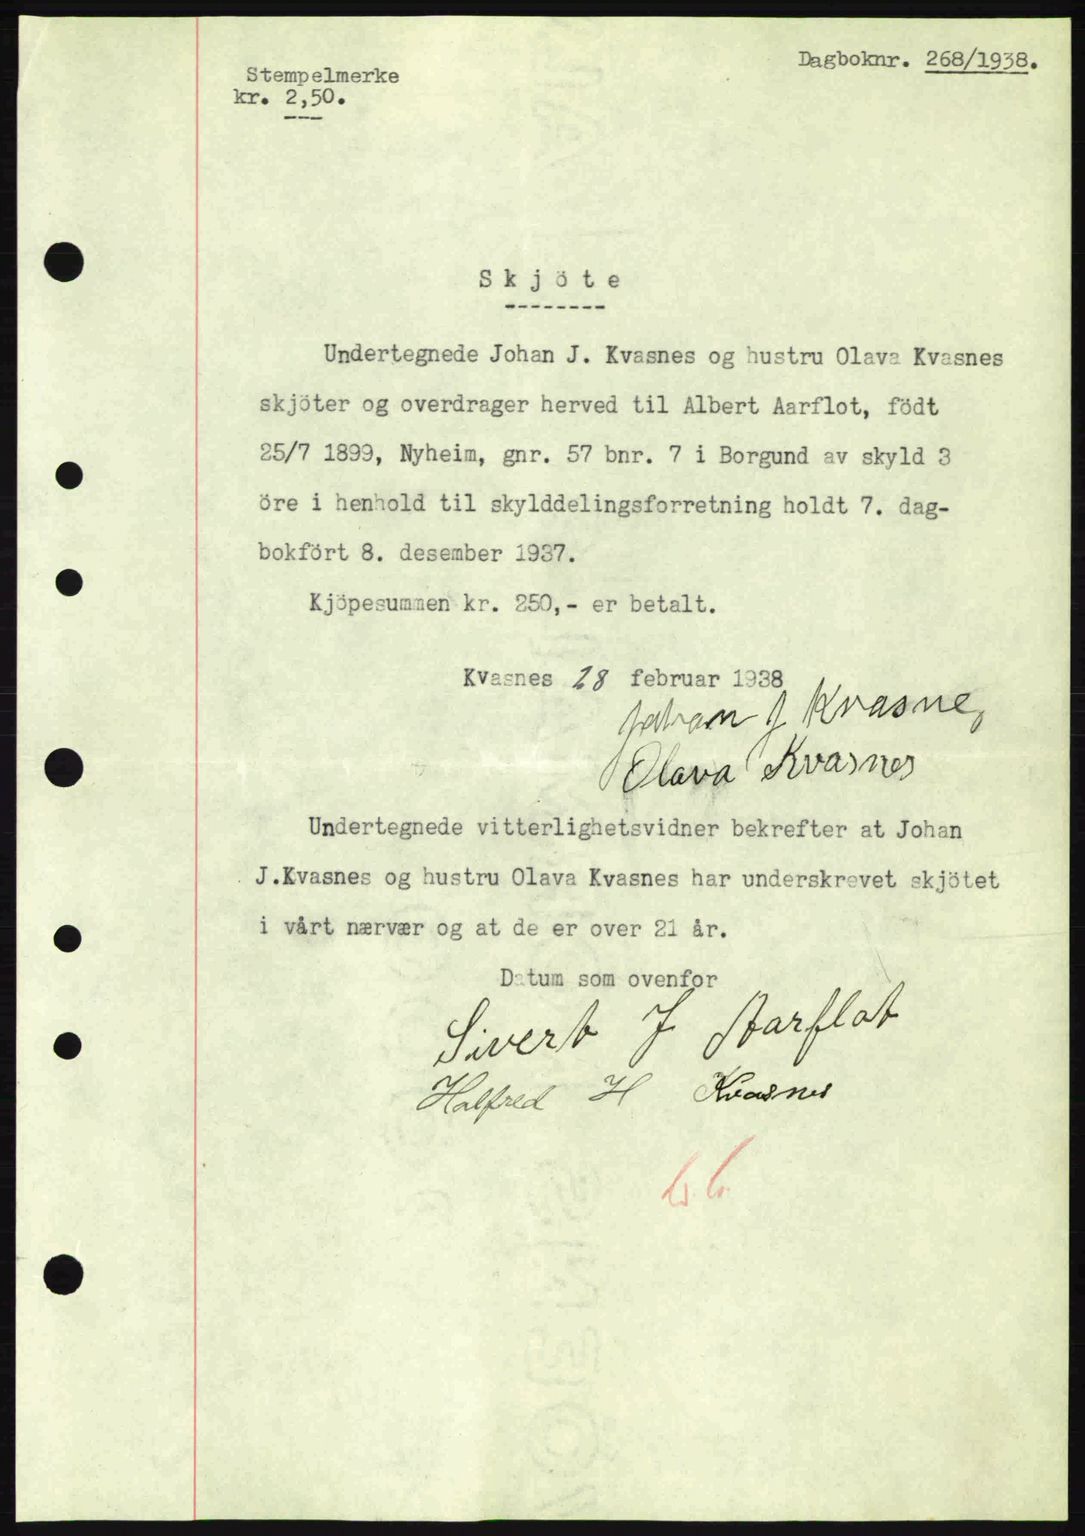 Dagboknr. 268/1938.
Stempelmerke
kr. 2,50.
Skjöte
Undertegnede Johan J. Kvasnes og hustru Olava Kvasnes
skjöter og overdrager herved til Albert Aarflot, födt
25/7 1899, Nyheim, gnr. 57 bnr. 7 i Borgund av skyld 3
öre i henhold til skylddelingsforretning holdt 7. dag-
bokfört 8. desember 1937.
Kjöpesummen kr. 250,- er betalt.
Kvasnes 28 februar 1938
Johan J Kvasnes
Olava Kvasnes
Undertegnede vitterlighetsvidner bekrefter at Johan
J.Kvasnes og hustru Olava Kvasnes har underskrevet skjötet
i vårt nærvær og at de er over 21 år.
Datum som ovenfor
Sivert J Aarflot
Halfred H Kvasnes